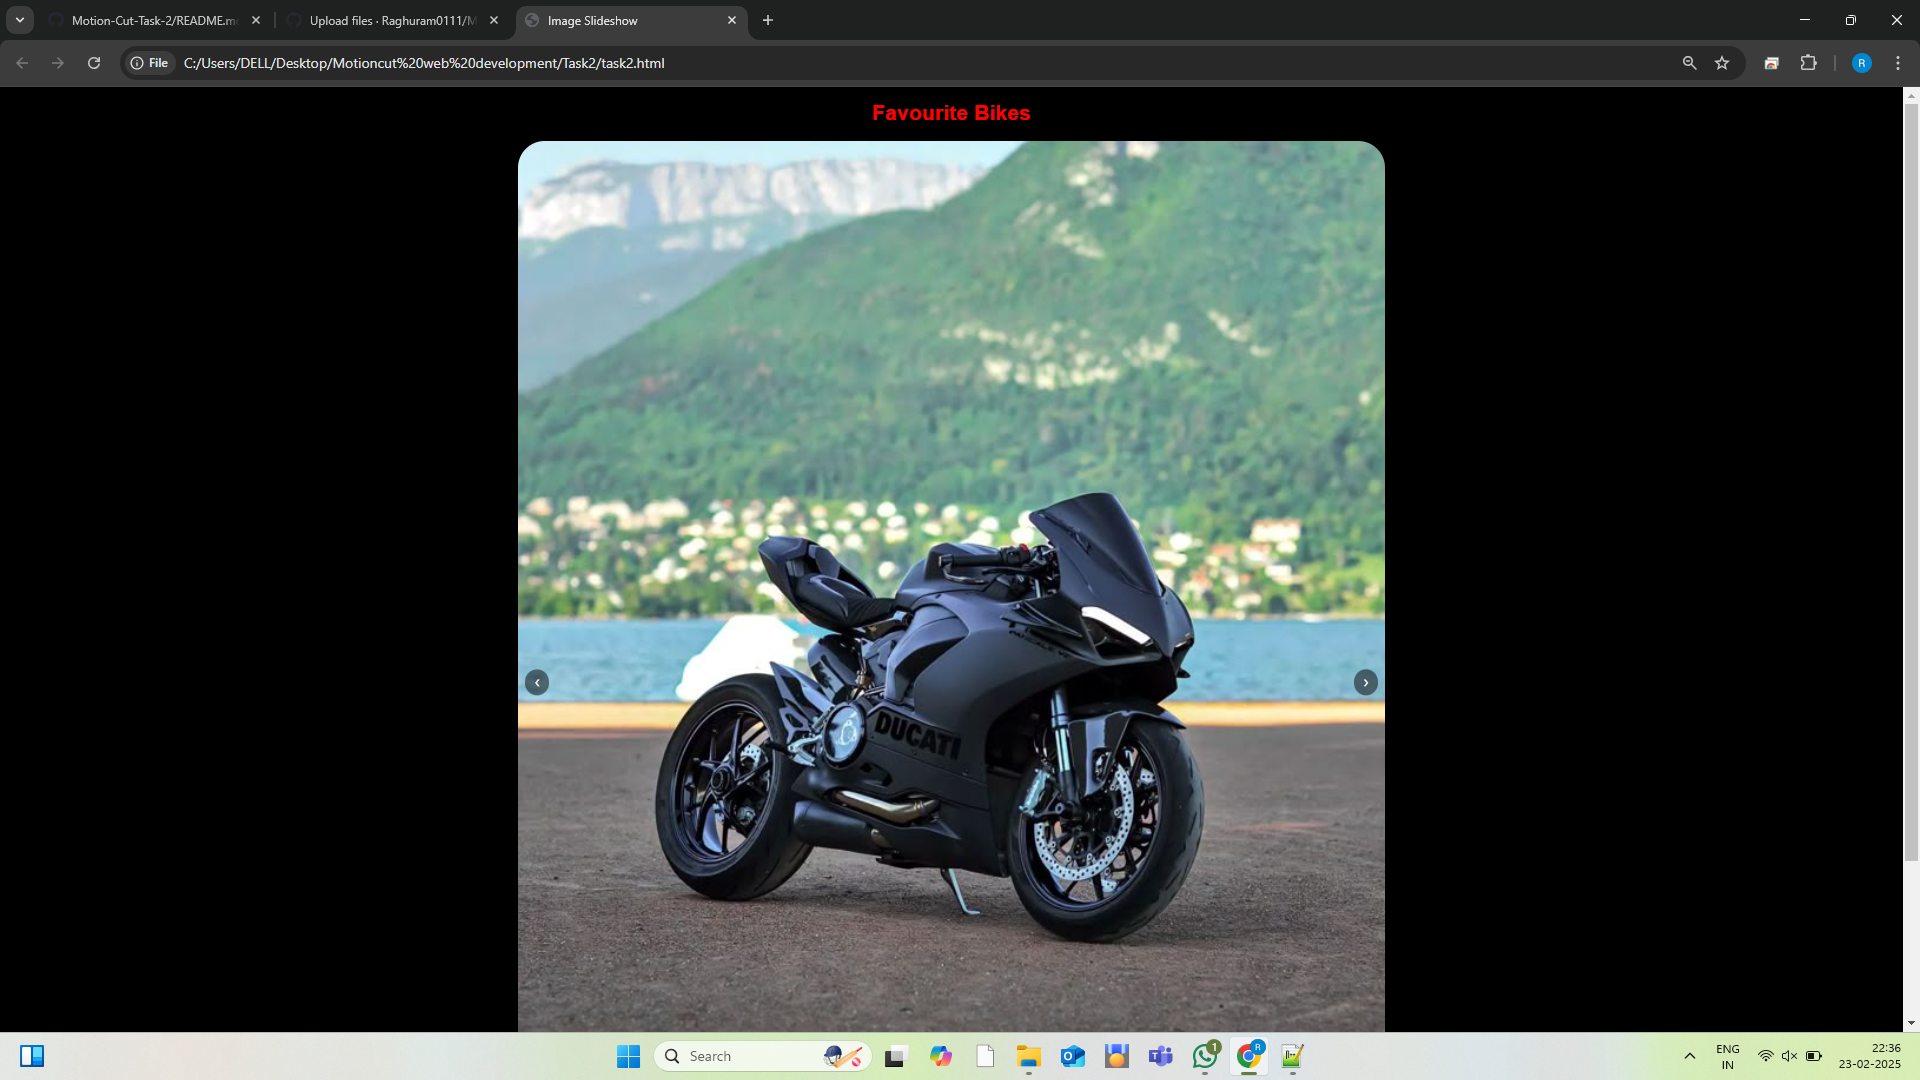 Motion-Cut-Task-2/README.m
Upload files · Raghuram0111/M
Image Slideshow
File
C:/Users/DELL/Desktop/Motioncut%20web%20development/Task2/task2.html
R
Favourite Bikes
DUCATI
Search
1
R
ENG
IN
22:36
23-02-2025